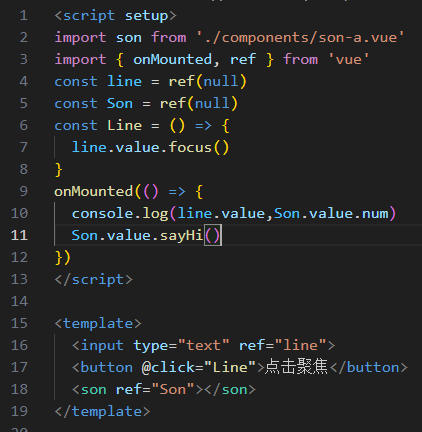 1 <script setup>
2 import son from './components/son-a.vue'
3 import { onMounted, ref } from 'vue'
4 const line = ref(null)
5 const Son = ref(null)
6 const Line = () => {
7   line.value.focus()
8 }
9 onMounted(() => {
10   console.log(line.value,Son.value.num)
11   Son.value.sayHi()
12 })
13 </script>
14
15 <template>
16   <input type="text" ref="line">
17   <button @click="Line">点击聚焦</button>
18   <son ref="Son"></son>
19 </template>